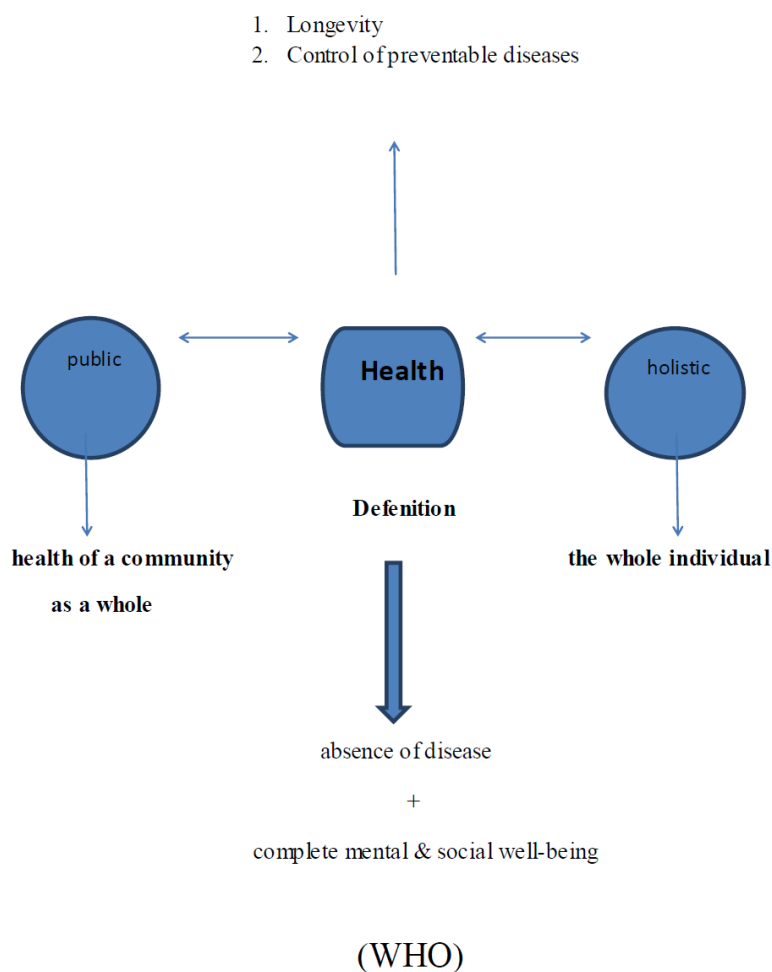 1. Longevity
2. Control of preventable diseases
public
Health
holistic
Defenition
health of a community
as a whole
the whole individual
absence of disease
+
complete mental & social well-being
(WHO)